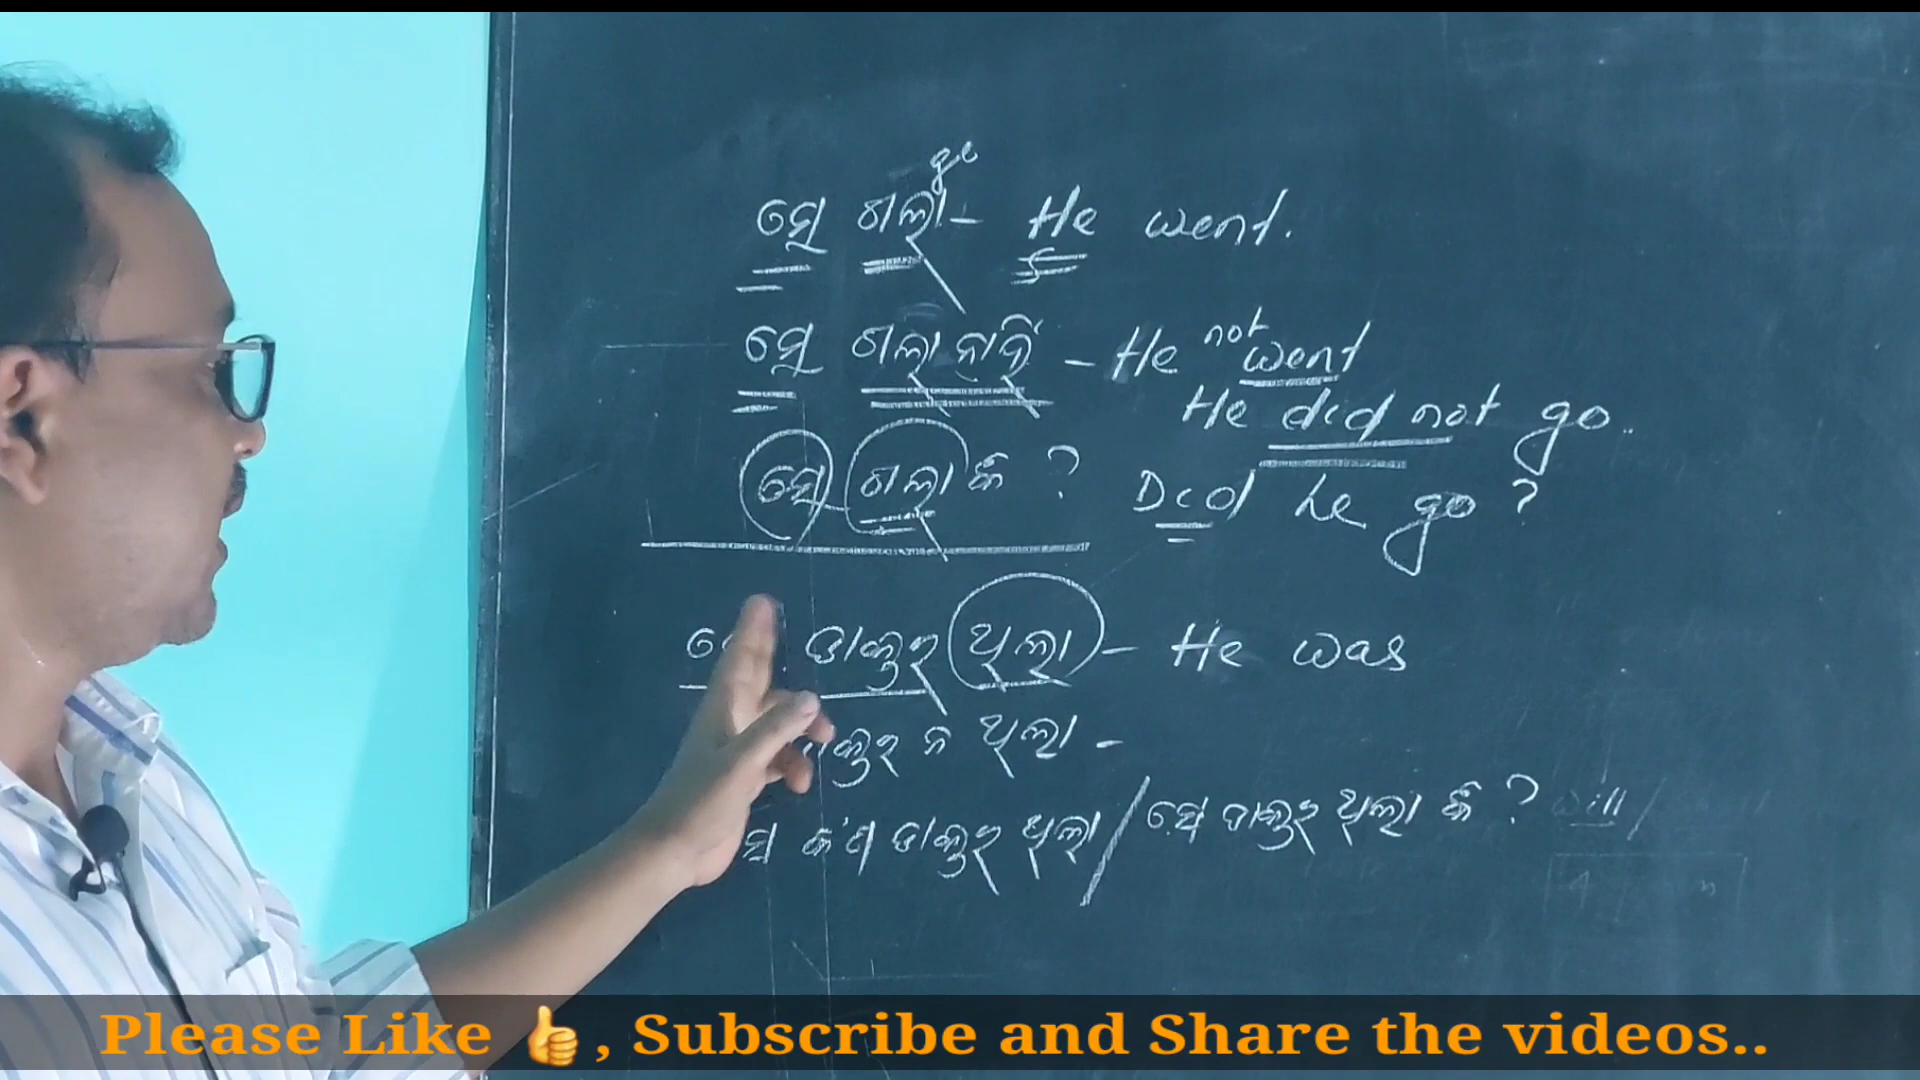 go
ସେ ଗଲା - He went.
ସେ ଗଲା ନାହିଁ - He not went
He did not go.
ସେ ଗଲା କି ? Did he go ?
ଡାକ୍ତର ଥିଲା - He was
ଡାକ୍ତର ନ ଥିଲା -
ସେ କ'ଣ ଡାକ୍ତର ଥିଲା / ସେ ଡାକ୍ତର ଥିଲା କି ? will /
Please Like 👍, Subscribe and Share the videos..